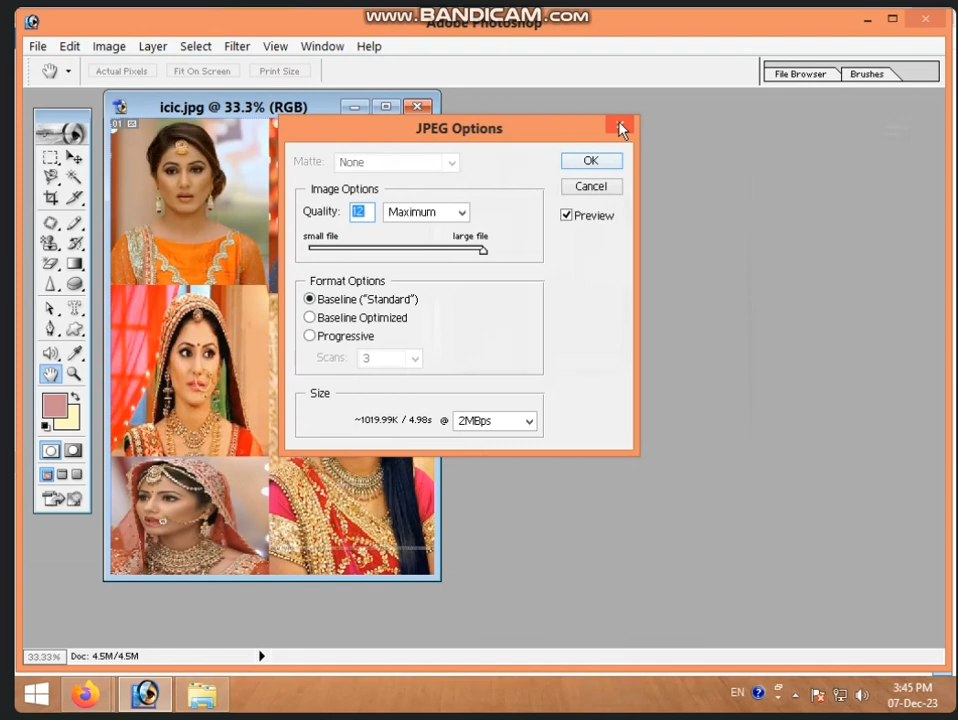 www.BANDICAM.com
Adobe Photoshop
File Edit Image Layer Select Filter View Window Help
Actual Pixels Fit On Screen Print Size File Browser Brushes
icic.jpg @ 33.3% (RGB)
01
JPEG Options
Matte: None
OK
Cancel
Preview
Image Options
Quality: 12 Maximum
small file large file
Format Options
Baseline ("Standard")
Baseline Optimized
Progressive
Scans: 3
Size
~1019.99K / 4.98s @ 2MBps
33.33% Doc: 4.5M/4.5M
EN 3:45 PM
07-Dec-23